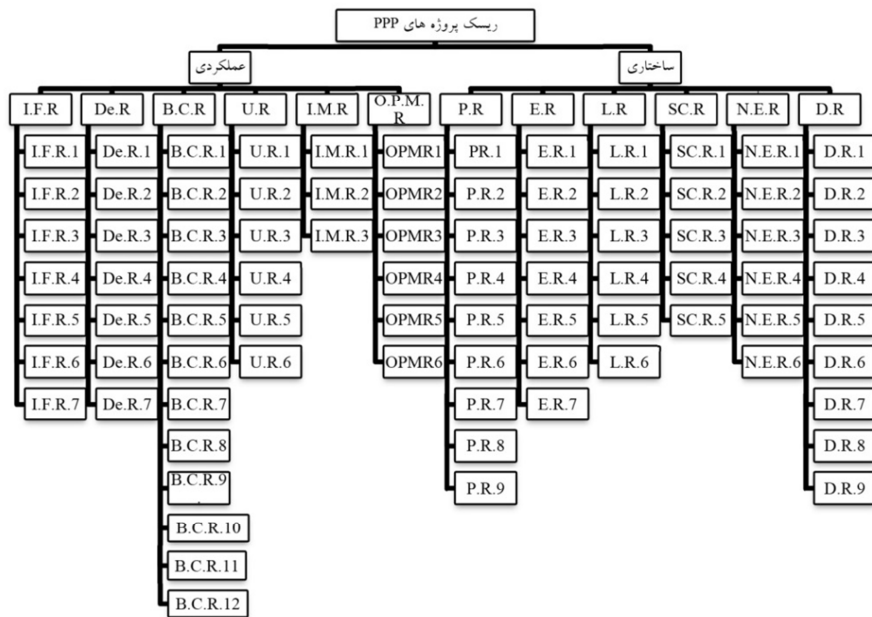 ریسک پروژه های PPP
عملکردی
ساختاری
I.F.R
De.R
B.C.R
U.R
I.M.R
O.P.M.
R
P.R
E.R
L.R
SC.R
N.E.R
D.R
I.F.R.1
De.R.1
B.C.R.1
U.R.1
I.M.R.1
OPMR1
PR.1
E.R.1
L.R.1
SC.R.1
N.E.R.1
D.R.1
I.F.R.2
De.R.2
B.C.R.2
U.R.2
I.M.R.2
OPMR2
P.R.2
E.R.2
L.R.2
SC.R.2
N.E.R.2
D.R.2
I.F.R.3
De.R.3
B.C.R.3
U.R.3
I.M.R.3
OPMR3
P.R.3
E.R.3
L.R.3
SC.R.3
N.E.R.3
D.R.3
I.F.R.4
De.R.4
B.C.R.4
U.R.4
OPMR4
P.R.4
E.R.4
L.R.4
SC.R.4
N.E.R.4
D.R.4
I.F.R.5
De.R.5
B.C.R.5
U.R.5
OPMR5
P.R.5
E.R.5
L.R.5
SC.R.5
N.E.R.5
D.R.5
I.F.R.6
De.R.6
B.C.R.6
U.R.6
OPMR6
P.R.6
E.R.6
L.R.6
N.E.R.6
D.R.6
I.F.R.7
De.R.7
B.C.R.7
P.R.7
E.R.7
D.R.7
B.C.R.8
P.R.8
D.R.8
B.C.R.9
.
P.R.9
D.R.9
B.C.R.10
B.C.R.11
B.C.R.12